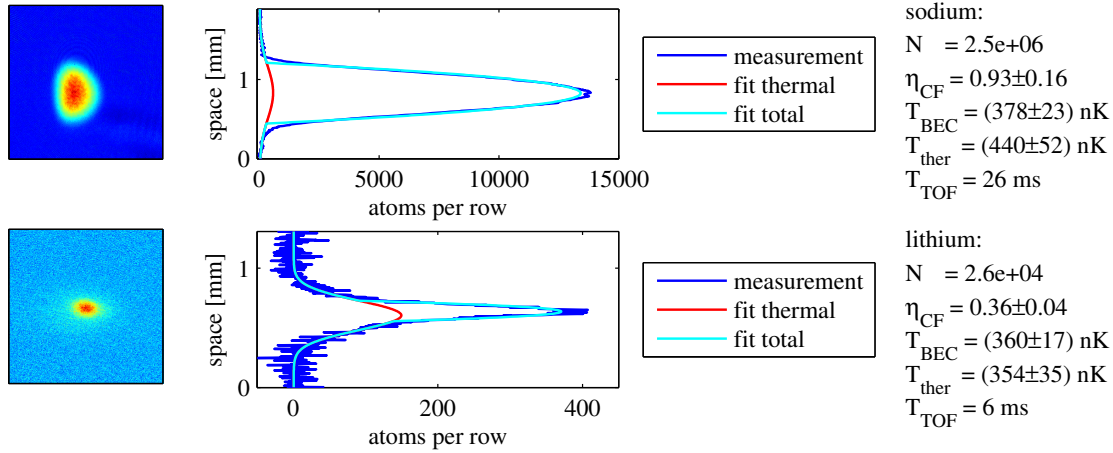 space [mm]
1
0
0
5000
10000
15000
atoms per row
measurement
fit thermal
fit total
sodium:
N = 2.5e+06
η_CF = 0.93±0.16
T_BEC = (378±23) nK
T_ther = (440±52) nK
T_TOF = 26 ms
space [mm]
1
0
0
200
400
atoms per row
measurement
fit thermal
fit total
lithium:
N = 2.6e+04
η_CF = 0.36±0.04
T_BEC = (360±17) nK
T_ther = (354±35) nK
T_TOF = 6 ms